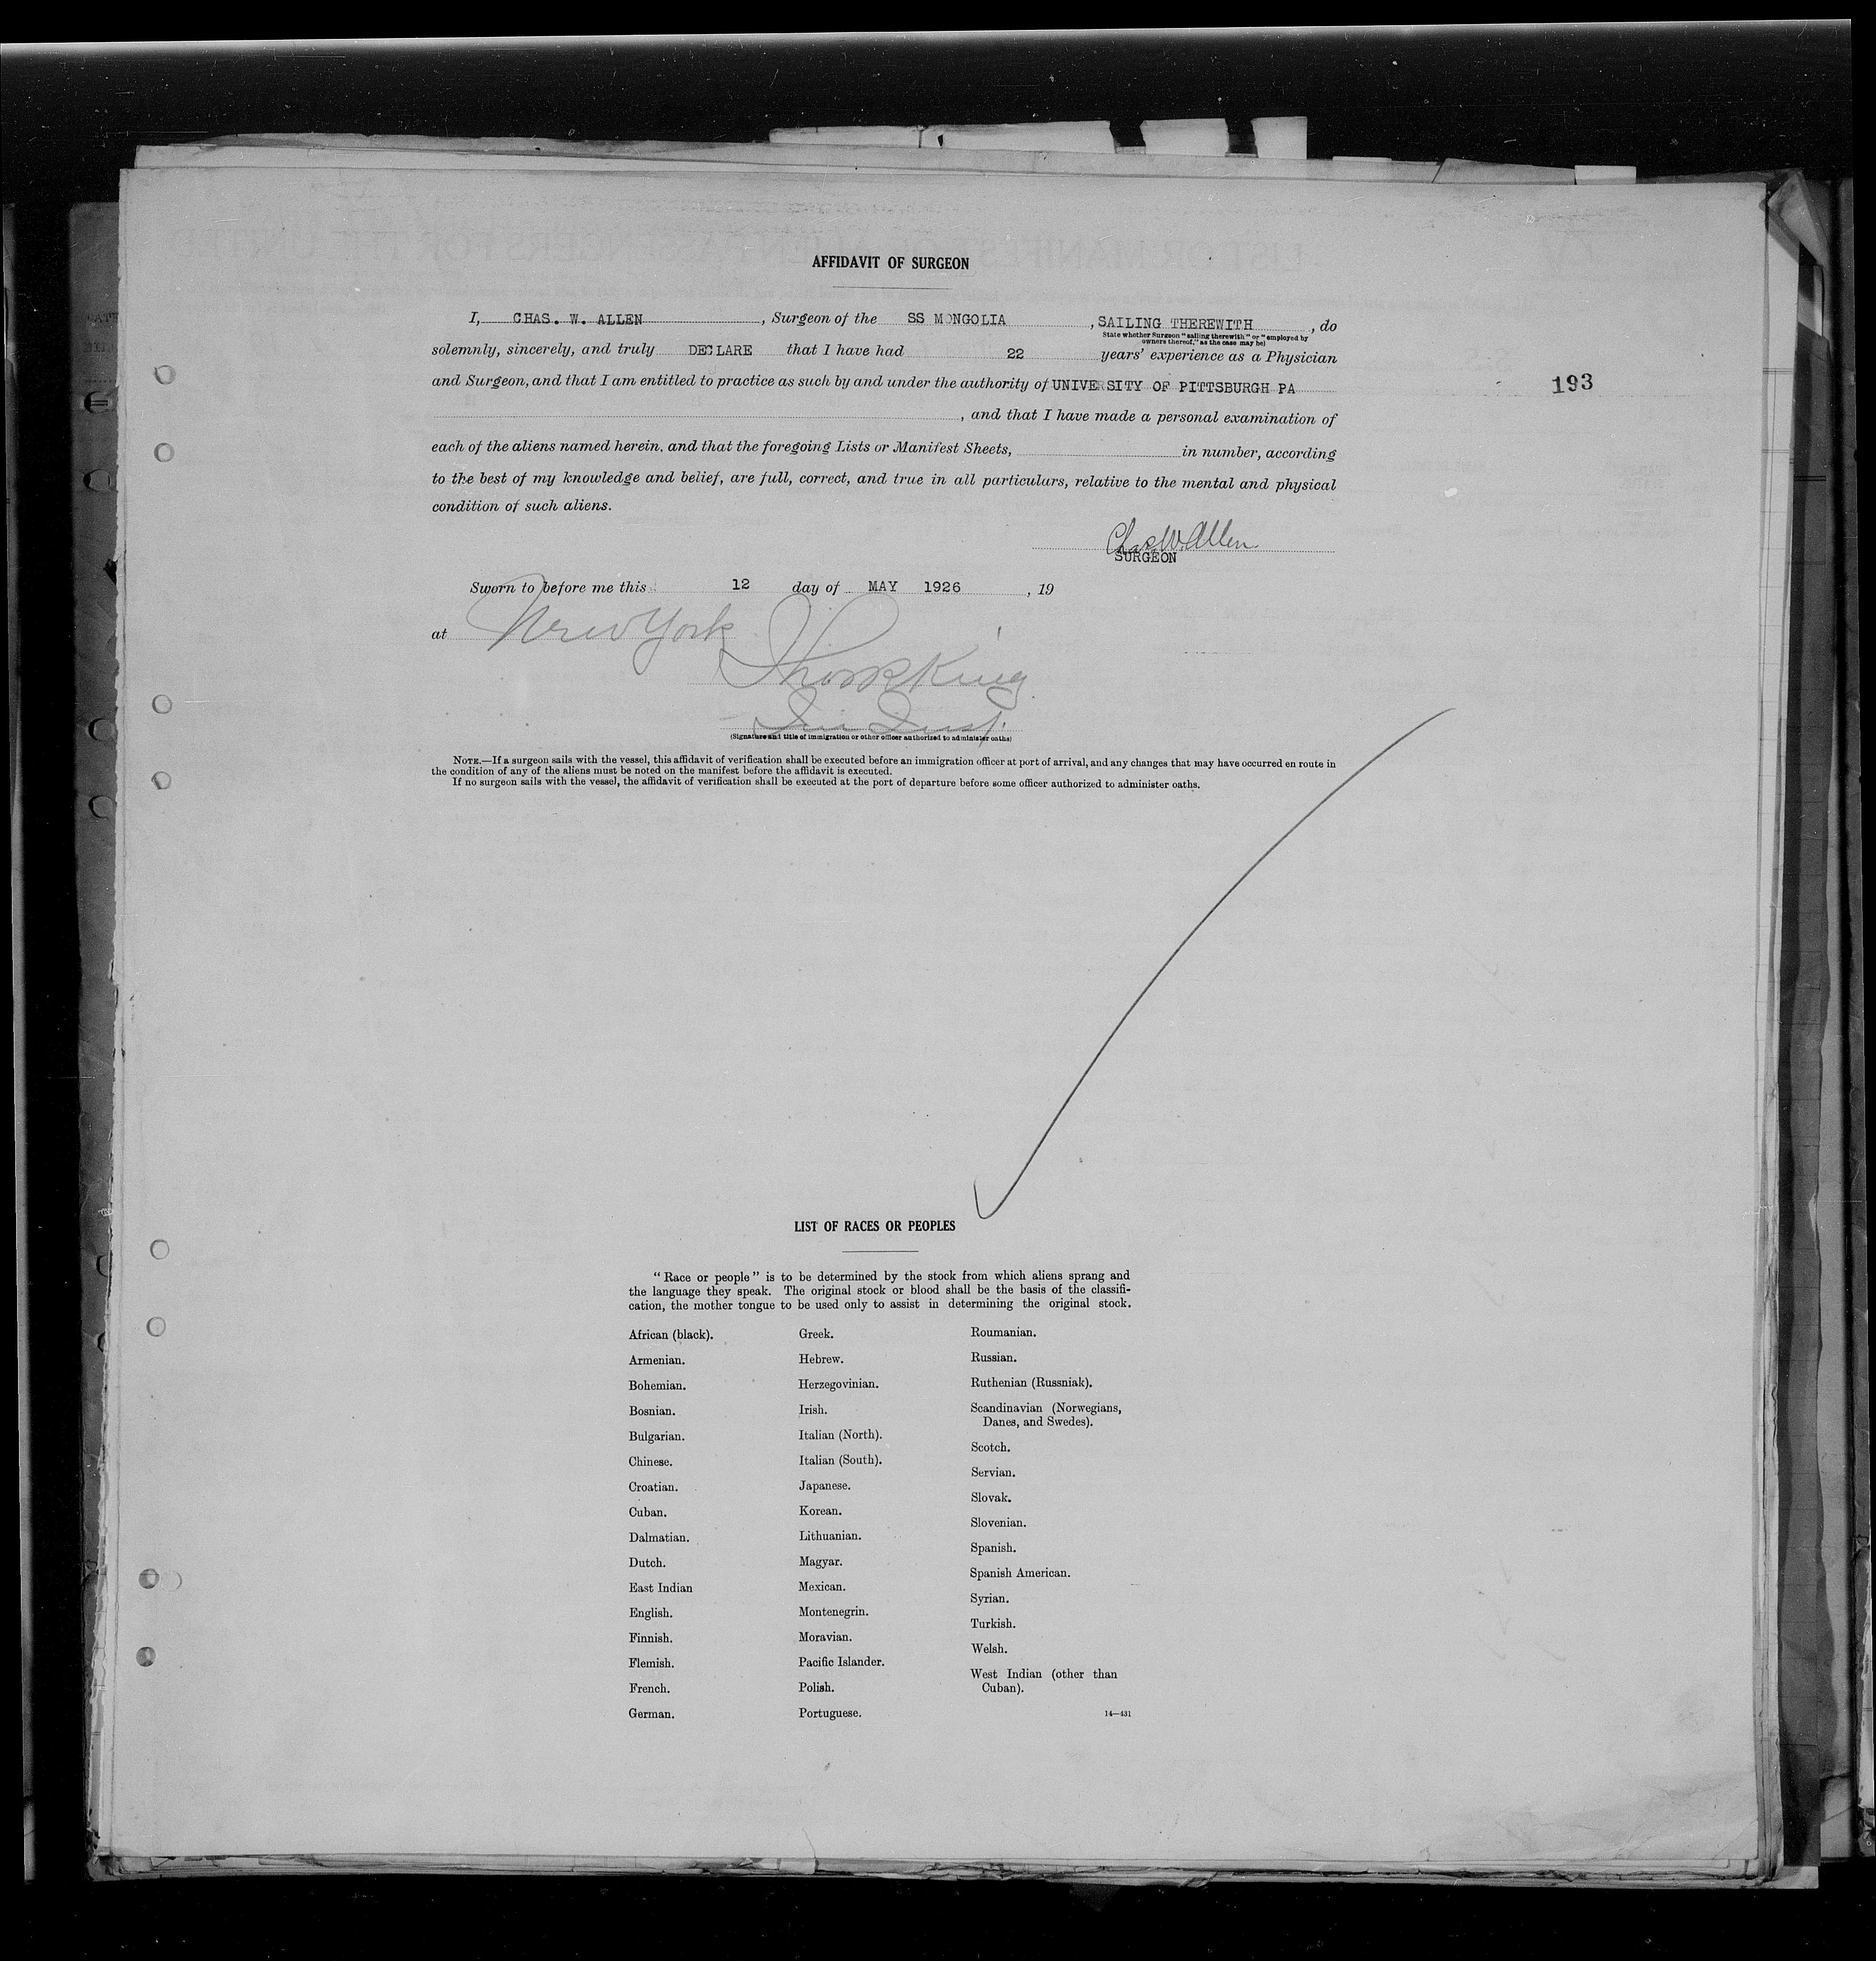 AFFIDAVIT OF SURGEON
I, CHAS. W. ALLEN, Surgeon of the SS MONGOLIA, SAILING THEREWITH, do
State whether Surgeon "sailing therewith" or "employed by
owners thereof," as the case may be)
solemnly, sincerely, and truly DECLARE that I have had 22 years' experience as a Physician
and Surgeon, and that I am entitled to practice as such by and under the authority of UNIVERSITY OF PITTSBURGH PA
193
, and that I have made a personal examination of
each of the aliens named herein, and that the foregoing Lists or Manifest Sheets, in number, according
to the best of my knowledge and belief, are full, correct, and true in all particulars, relative to the mental and physical
condition of such aliens.
Chas W. Allen
SURGEON
Sworn to before me this 12 day of MAY 1926, 19
at New York
King
(Signature and title of immigration or other officer authorized to administer oaths)
NOTE.—If a surgeon sails with the vessel, this affidavit of verification shall be executed before an immigration officer at port of arrival, and any changes that may have occurred en route in
the condition of any of the aliens must be noted on the manifest before the affidavit is executed.
If no surgeon sails with the vessel, the affidavit of verification shall be executed at the port of departure before some officer authorized to administer oaths.
LIST OF RACES OR PEOPLES
"Race or people" is to be determined by the stock from which aliens sprang and
the language they speak. The original stock or blood shall be the basis of the classifi-
cation, the mother tongue to be used only to assist in determining the original stock.
African (black).
Armenian.
Bohemian.
Bosnian.
Bulgarian.
Chinese.
Croatian.
Cuban.
Dalmatian.
Dutch.
East Indian
English.
Finnish.
Flemish.
French.
German.
Greek.
Hebrew.
Herzegovinian.
Irish.
Italian (North).
Italian (South).
Japanese.
Korean.
Lithuanian.
Magyar.
Mexican.
Montenegrin.
Moravian.
Pacific Islander.
Polish.
Portuguese.
Roumanian.
Russian.
Ruthenian (Russniak).
Scandinavian (Norwegians,
Danes, and Swedes).
Scotch.
Servian.
Slovak.
Slovenian.
Spanish.
Spanish American.
Syrian.
Turkish.
Welsh.
West Indian (other than
Cuban).
14—431